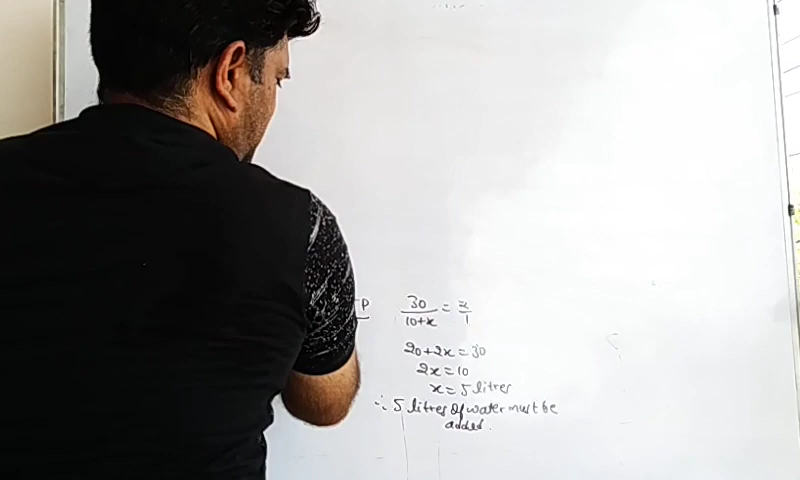 P 30/10+x = 2/1
20+2x=30
2x=10
x=5 litres
∴ 5 litres of water must be
added.